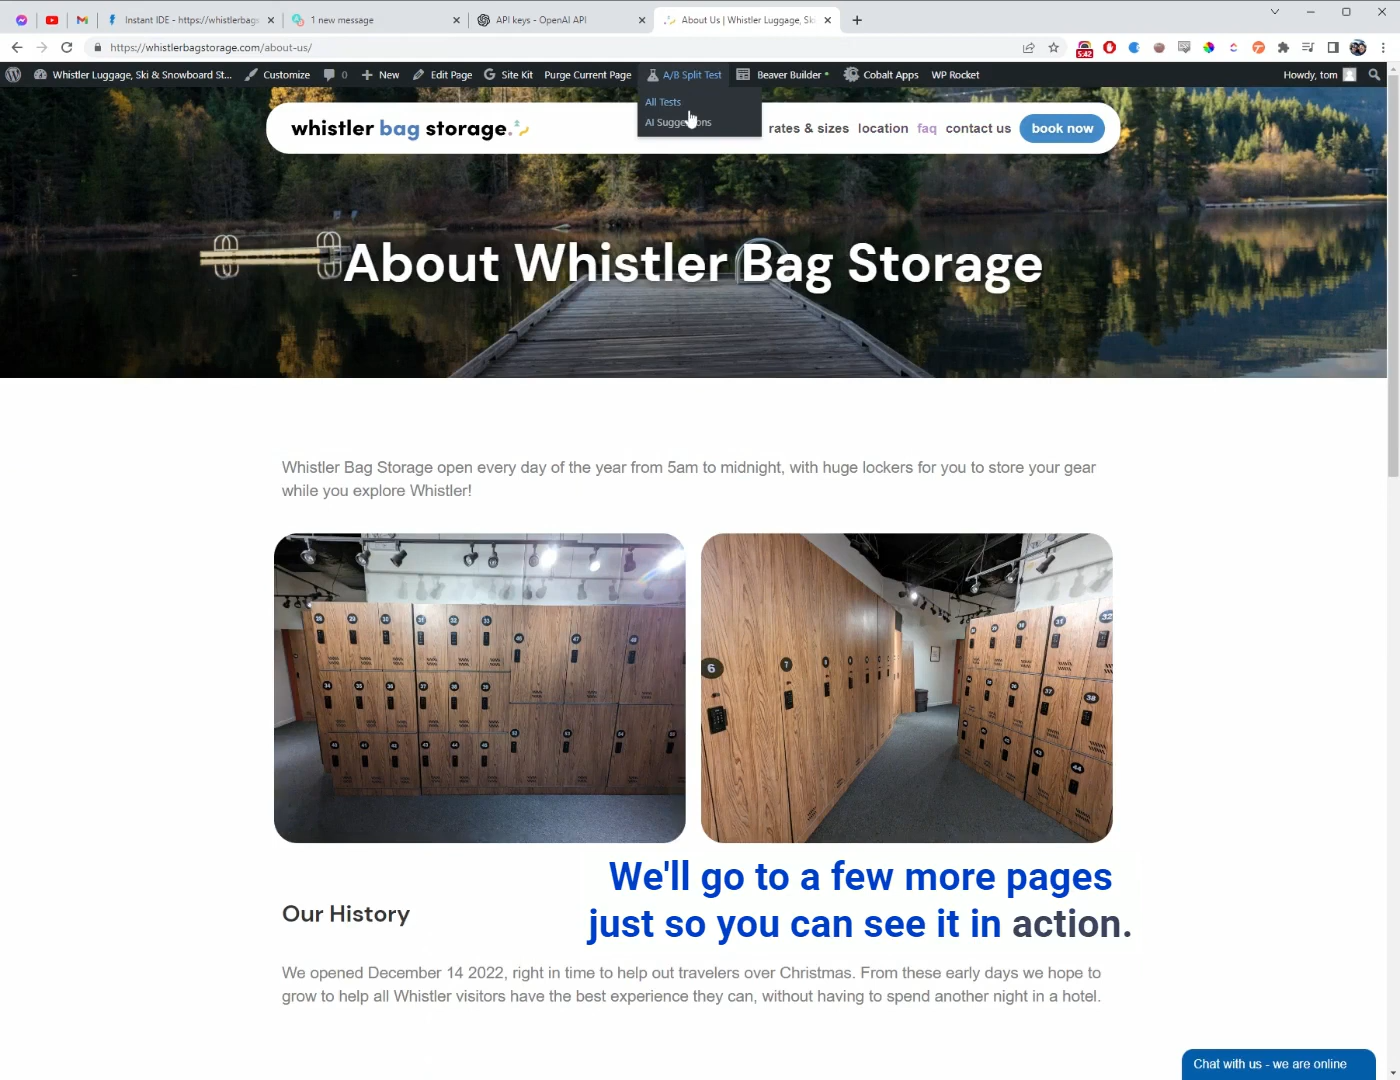 Instant IDE - https://whistlerbags
1 new message
API keys - OpenAI API
About Us | Whistler Luggage, Sk
https://whistlerbagstorage.com/about-us/
5:42
Whistler Luggage, Ski & Snowboard St...
Customize
0
New
Edit Page
Site Kit
Purge Current Page
A/B Split Test
Beaver Builder
Cobalt Apps
WP Rocket
Howdy, tom
All Tests
whistler bag storage.
rates & sizes
location
faq
contact us
book now
About Whistler Bag Storage
Whistler Bag Storage open every day of the year from 5am to midnight, with huge lockers for you to store your gear
while you explore Whistler!
6
7
We'll go to a few more pages
just so you can see it in action.
Our History
We opened December 14 2022, right in time to help out travelers over Christmas. From these early days we hope to
grow to help all Whistler visitors have the best experience they can, without having to spend another night in a hotel.
Chat with us - we are online